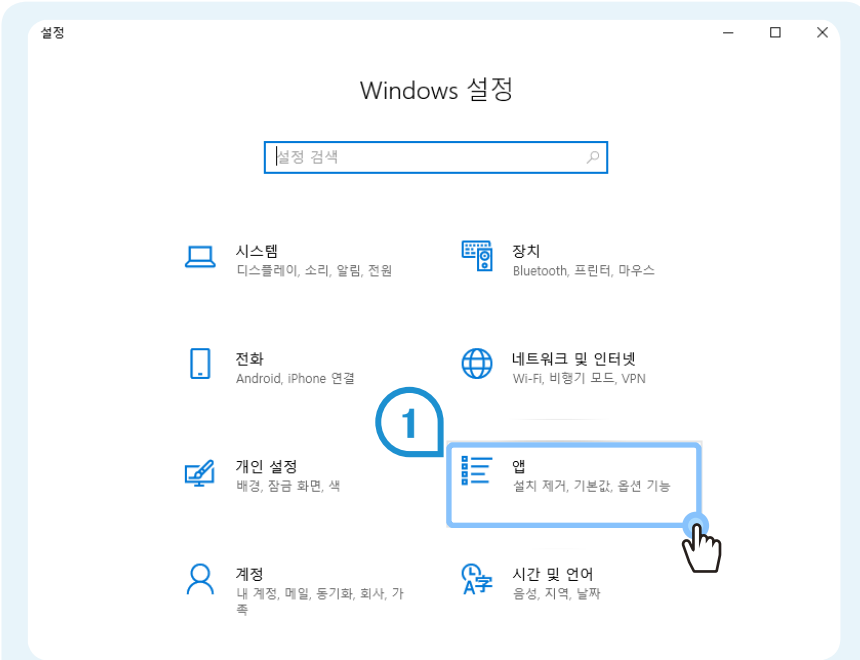 설정
Windows 설정
설정 검색
시스템
디스플레이, 소리, 알림, 전원
장치
Bluetooth, 프린터, 마우스
전화
Android, iPhone 연결
네트워크 및 인터넷
Wi-Fi, 비행기 모드, VPN
1
개인 설정
배경, 잠금 화면, 색
앱
설치 제거, 기본값, 옵션 기능
계정
내 계정, 메일, 동기화, 회사, 가
족
시간 및 언어
음성, 지역, 날짜